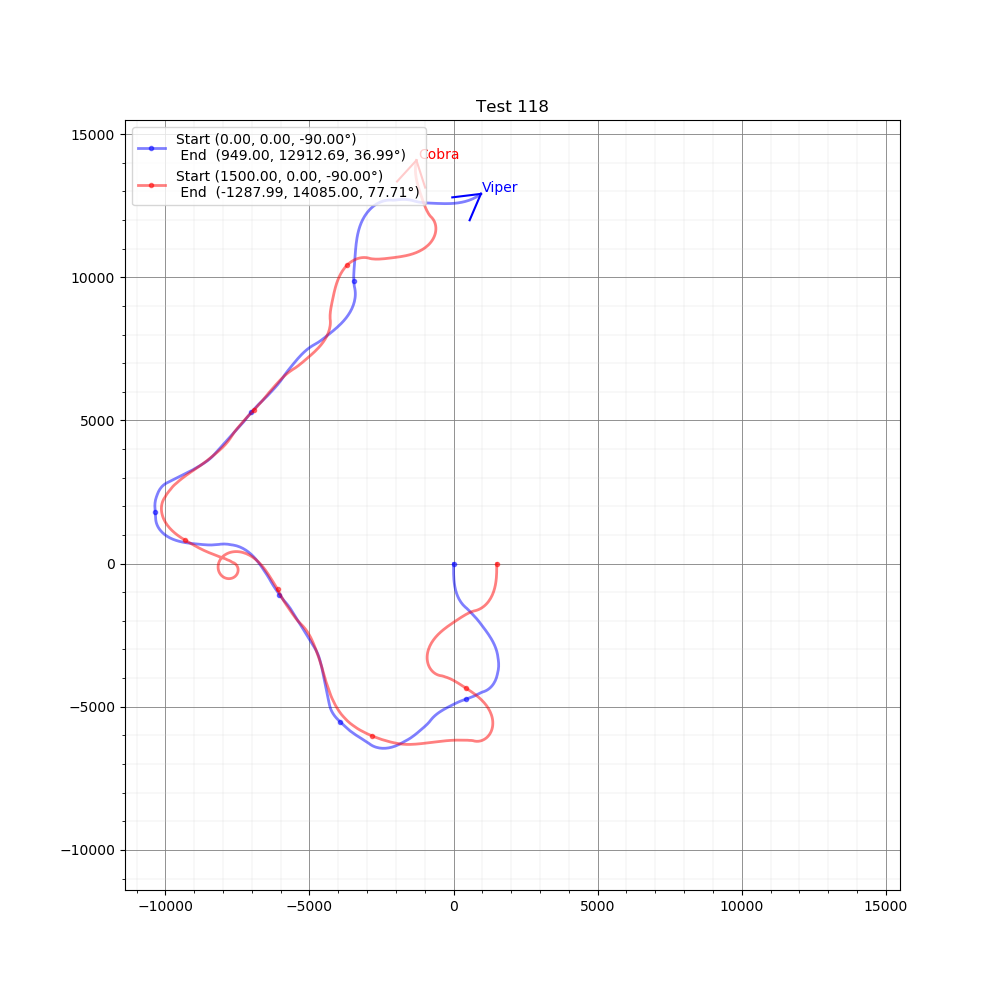 Test 118
Start (0.00, 0.00, -90.00°)
End  (949.00, 12912.69, 36.99°)
Start (1500.00, 0.00, -90.00°)
End  (-1287.99, 14085.00, 77.71°)
Cobra
Viper
15000
10000
5000
0
−5000
−10000
−10000 −5000 0 5000 10000 15000